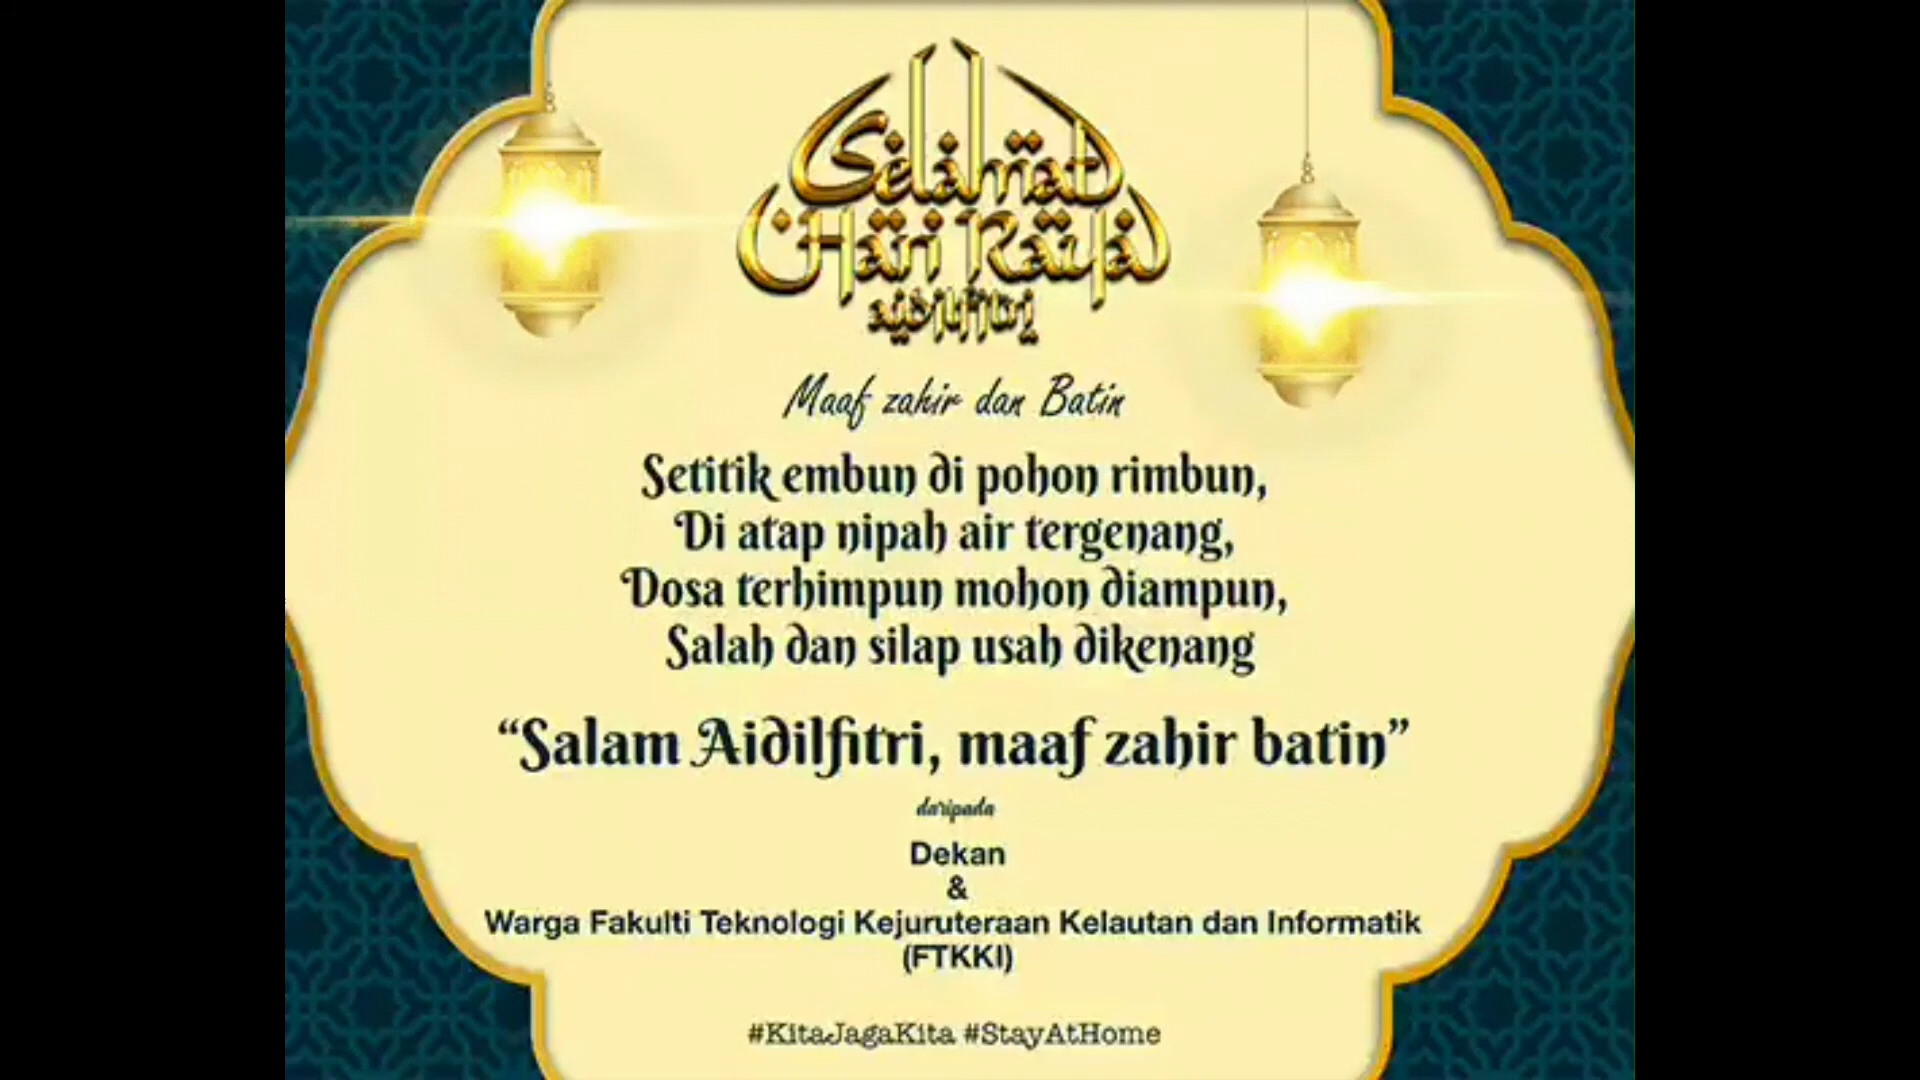 Selamat
Hari Raya
aidilfitri
Maaf zahir dan Batin
Setitik embun di pohon rimbun,
Di atap nipah air tergenang,
Dosa terhimpun mohon diampun,
Salah dan silap usah dikenang
“Salam Aidilfitri, maaf zahir batin”
daripada
Dekan
&
Warga Fakulti Teknologi Kejuruteraan Kelautan dan Informatik
(FTKKI)
#KitaJagaKita #StayAtHome